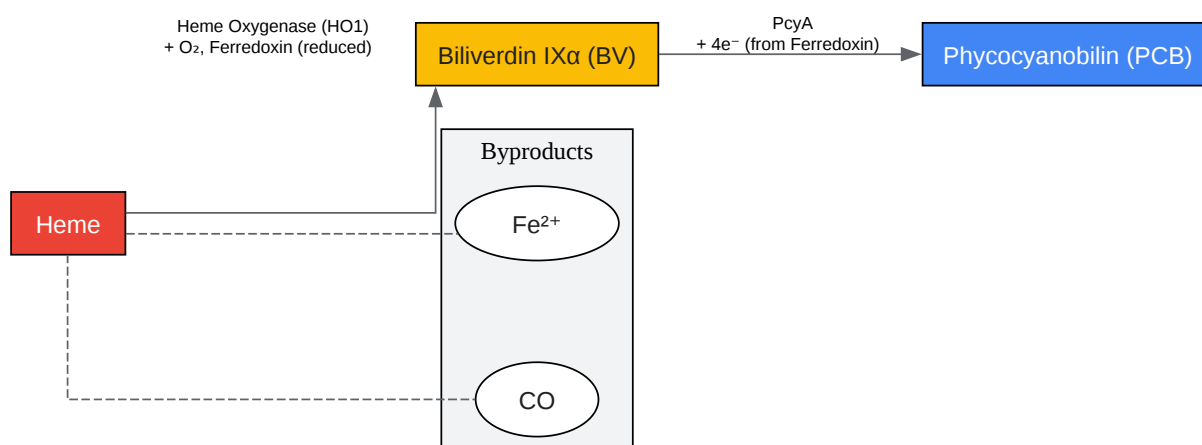 Heme Oxygenase (HO1)
+ O₂, Ferredoxin (reduced)
Biliverdin IXα (BV)
PcyA
+ 4e⁻ (from Ferredoxin)
Phycocyanobilin (PCB)
Byproducts
Heme
Fe²⁺
CO